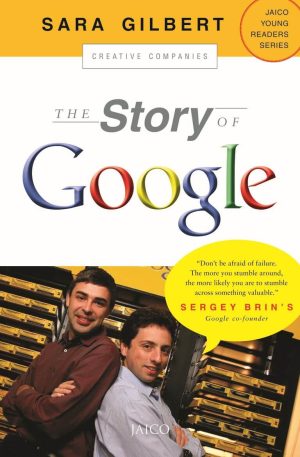 SARA GILBERT
JAICO
YOUNG
READERS
SERIES
CREATIVE COMPANIES
THE Story OF
Google
"Don't be afraid of failure.
The more you stumble around,
the more likely you are to stumble
across something valuable."
SERGEY BRIN'S
Google co-founder
JAICO